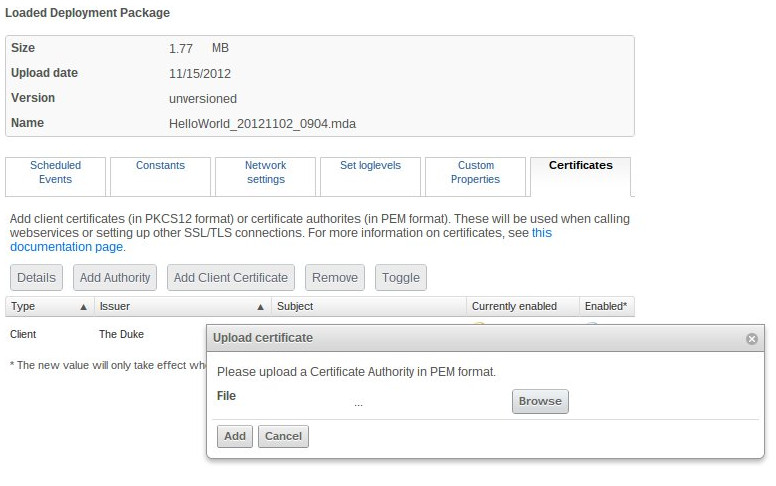 Loaded Deployment Package
Size 1.77 MB
Upload date 11/15/2012
Version unversioned
Name HelloWorld_20121102_0904.mda
Scheduled Events
Constants
Network settings
Set loglevels
Custom Properties
Certificates
Add client certificates (in PKCS12 format) or certificate authorites (in PEM format). These will be used when calling
webservices or setting up other SSL/TLS connections. For more information on certificates, see this
documentation page.
Details Add Authority Add Client Certificate Remove Toggle
Type ▲ Issuer ▲ Subject Currently enabled Enabled*
Client The Duke
* The new value will only take effect
Upload certificate
Please upload a Certificate Authority in PEM format.
File ... Browse
Add Cancel